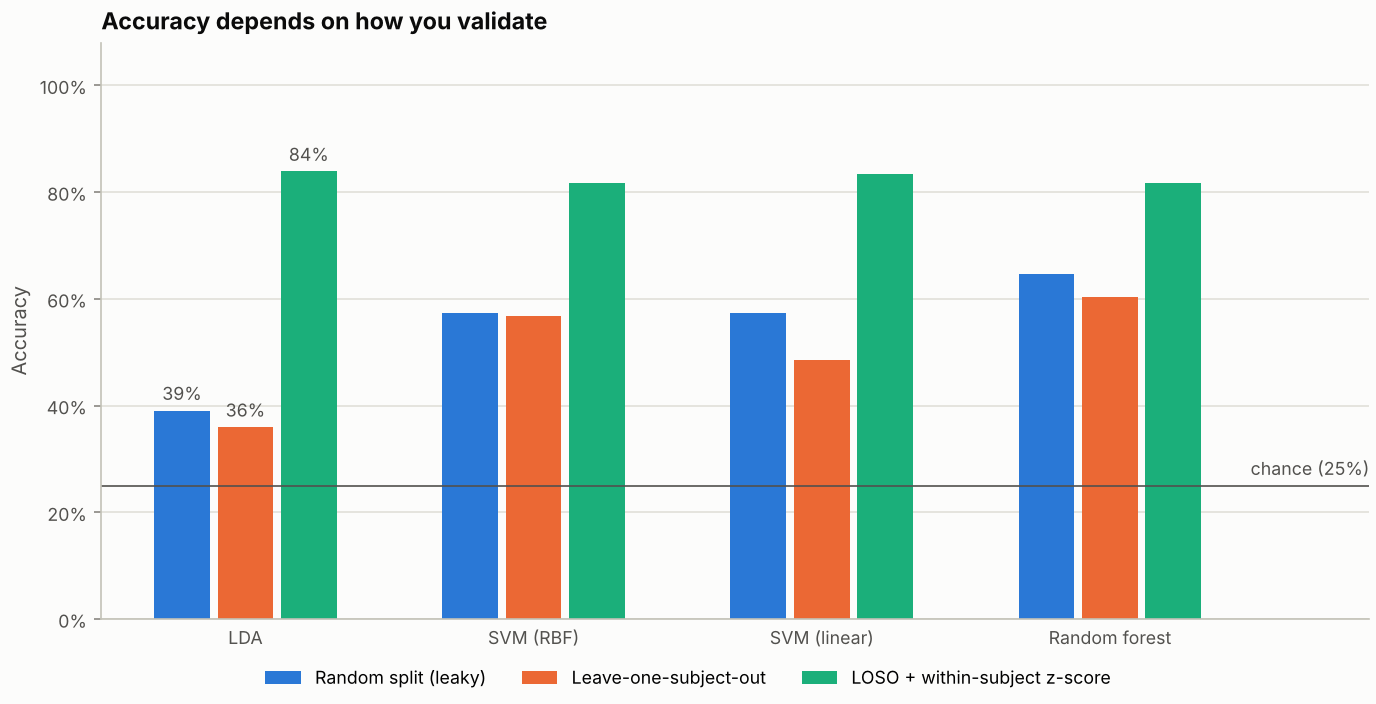 Accuracy depends on how you validate
100%
84%
80%
Accuracy
60%
39%
36%
40%
chance (25%)
20%
0%
LDA
SVM (RBF)
SVM (linear)
Random forest
Random split (leaky)
Leave-one-subject-out
LOSO + within-subject z-score